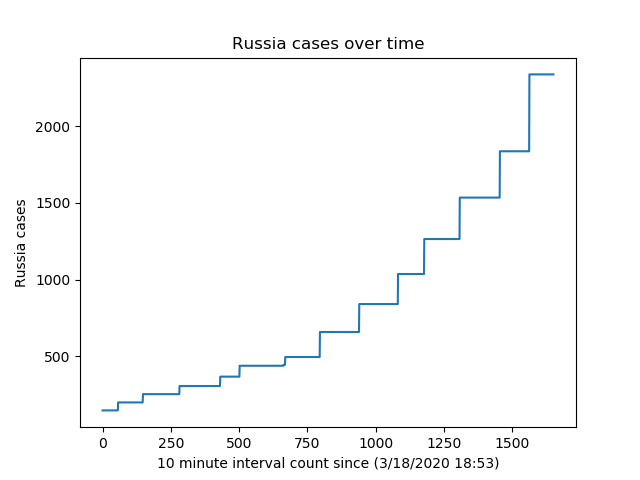 Russia cases over time
2000
1500
1000
500
Russia cases
0 250 500 750 1000 1250 1500
10 minute interval count since (3/18/2020 18:53)